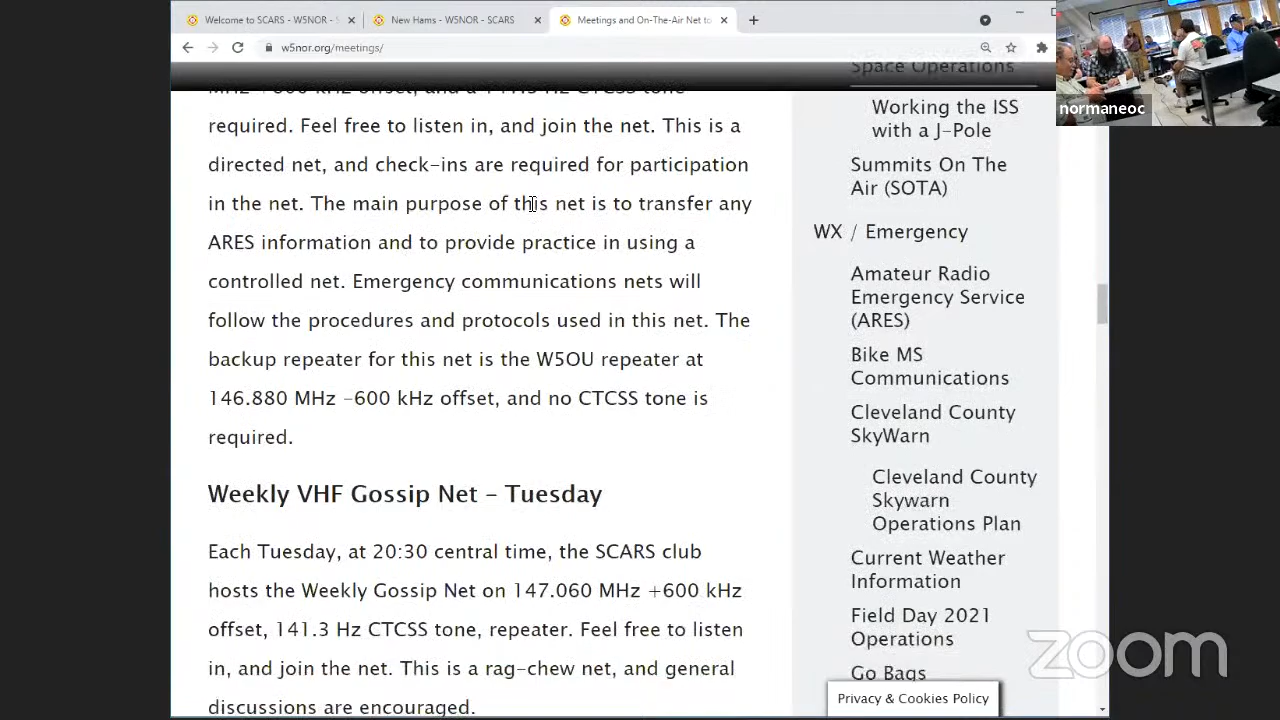 Welcome to SCARS - W5NOR -
New Hams - W5NOR - SCARS
Meetings and On-The-Air Net to
w5nor.org/meetings/
required. Feel free to listen in, and join the net. This is a
directed net, and check-ins are required for participation
in the net. The main purpose of this net is to transfer any
ARES information and to provide practice in using a
controlled net. Emergency communications nets will
follow the procedures and protocols used in this net. The
backup repeater for this net is the W5OU repeater at
146.880 MHz -600 kHz offset, and no CTCSS tone is
required.
Weekly VHF Gossip Net – Tuesday
Each Tuesday, at 20:30 central time, the SCARS club
hosts the Weekly Gossip Net on 147.060 MHz +600 kHz
offset, 141.3 Hz CTCSS tone, repeater. Feel free to listen
in, and join the net. This is a rag-chew net, and general
discussions are encouraged.
Space Operations
Working the ISS
with a J-Pole
Summits On The
Air (SOTA)
WX / Emergency
Amateur Radio
Emergency Service
(ARES)
Bike MS
Communications
Cleveland County
SkyWarn
Cleveland County
Skywarn
Operations Plan
Current Weather
Information
Field Day 2021
Operations
Go Bags
Privacy & Cookies Policy
normaneoc
zoom